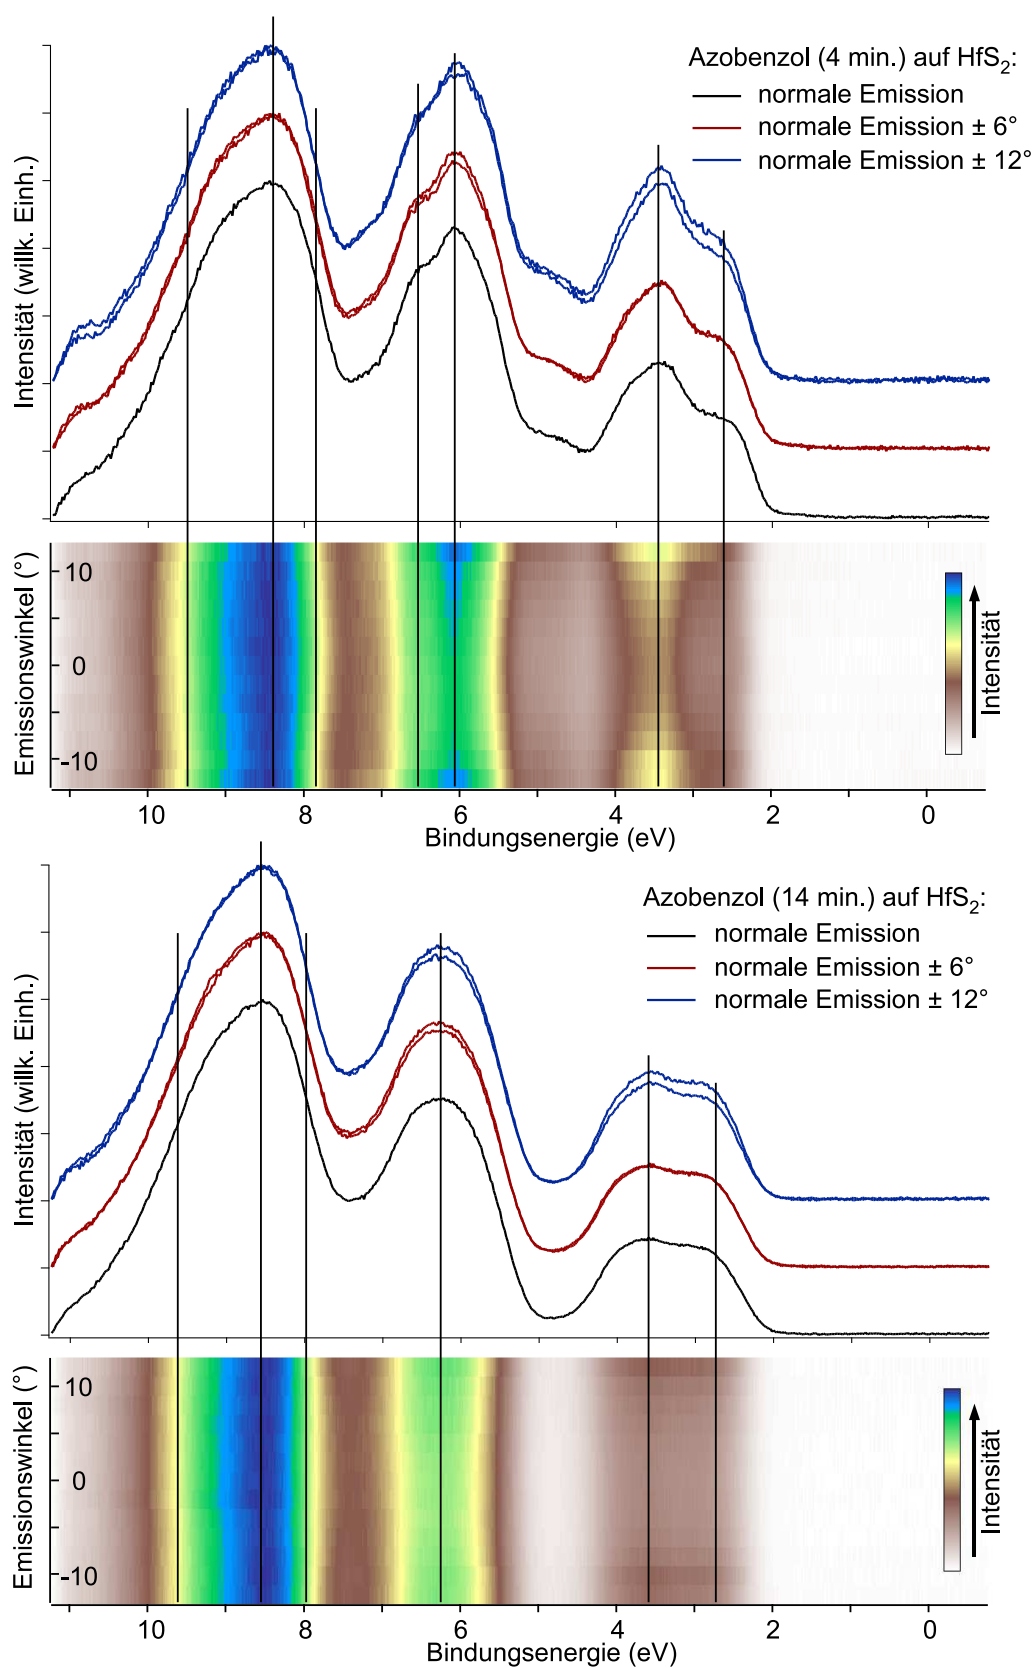 Azobenzol (4 min.) auf HfS₂:
normale Emission
normale Emission ± 6°
normale Emission ± 12°
Intensität (willk. Einh.)
Emissionswinkel (°)
10
0
-10
Intensität
10
8
6
4
2
0
Bindungsenergie (eV)
Azobenzol (14 min.) auf HfS₂:
normale Emission
normale Emission ± 6°
normale Emission ± 12°
Intensität (willk. Einh.)
Emissionswinkel (°)
10
0
-10
Intensität
10
8
6
4
2
0
Bindungsenergie (eV)